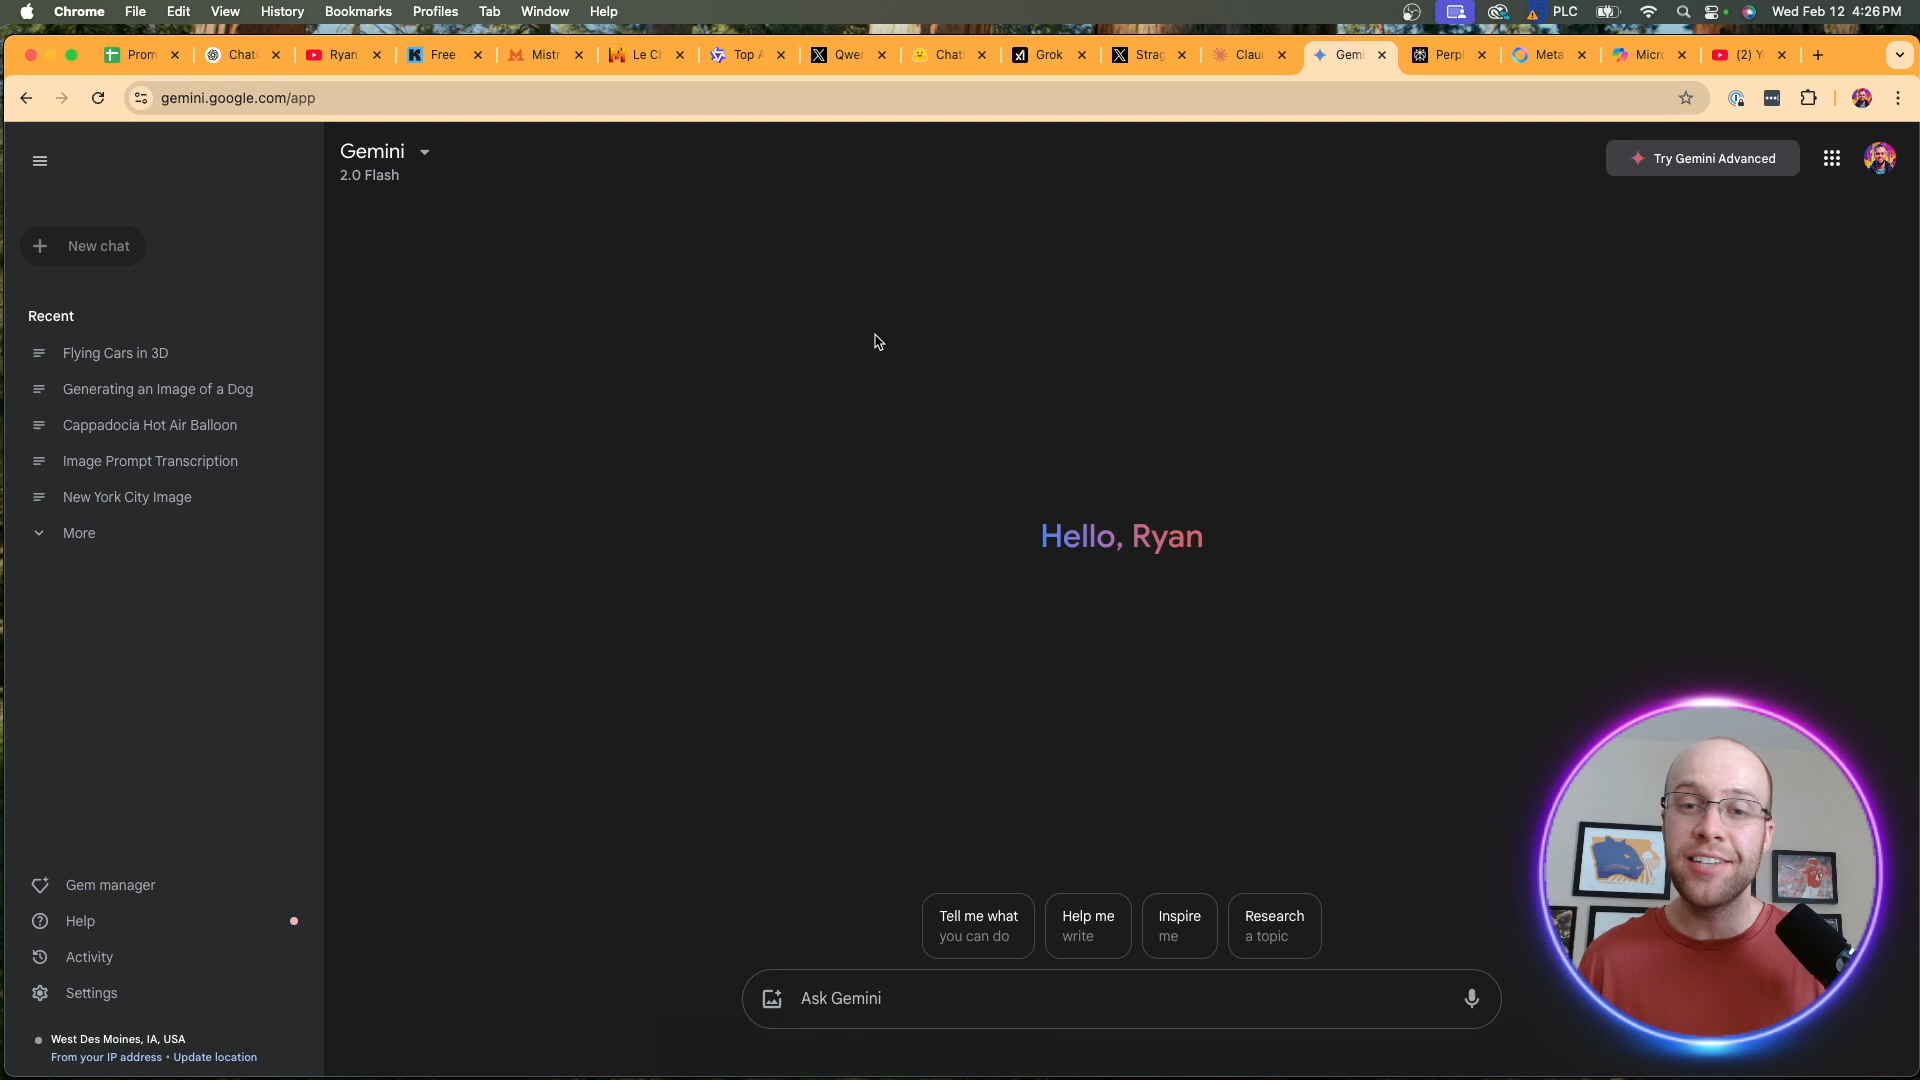 Chrome File Edit View History Bookmarks Profiles Tab Window Help PLC Wed Feb 12 4:26 PM
Prom Chat Ryan Free Mistr Le Ch Top A Qwer Chat Grok Strag Claud Gemi Perpl Meta Micro (2) Y
gemini.google.com/app
Gemini
2.0 Flash
Try Gemini Advanced
New chat
Recent
Flying Cars in 3D
Generating an Image of a Dog
Cappadocia Hot Air Balloon
Image Prompt Transcription
New York City Image
More
Hello, Ryan
Gem manager
Help
Activity
Settings
West Des Moines, IA, USA
From your IP address • Update location
Tell me what
you can do
Help me
write
Inspire
me
Research
a topic
Ask Gemini